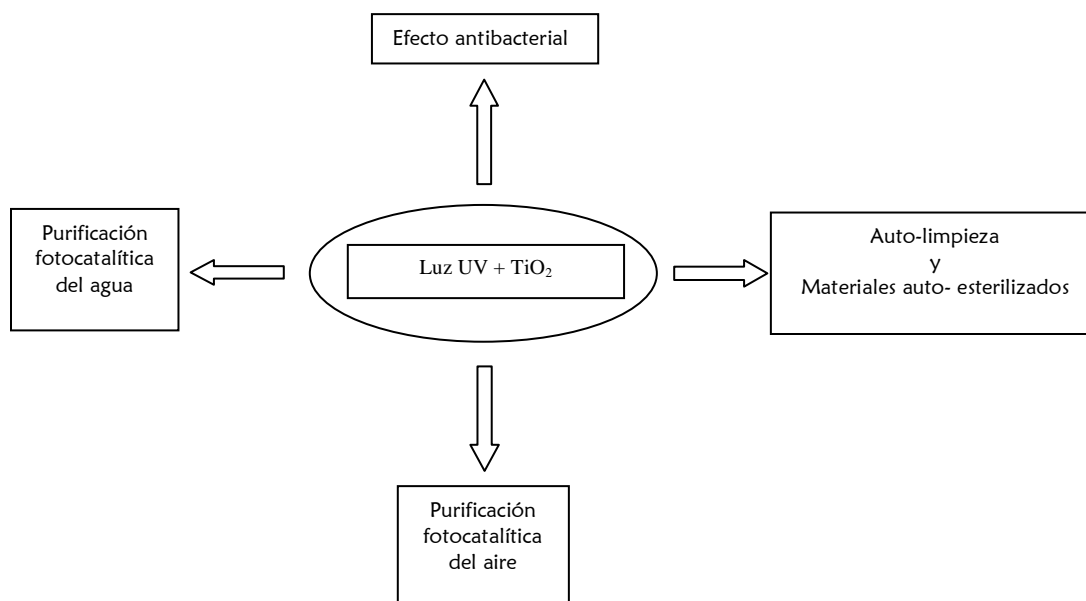 Efecto antibacterial
Purificación
fotocatalítica
del agua
Luz UV + TiO₂
Auto-limpieza
y
Materiales auto- esterilizados
Purificación
fotocatalítica
del aire